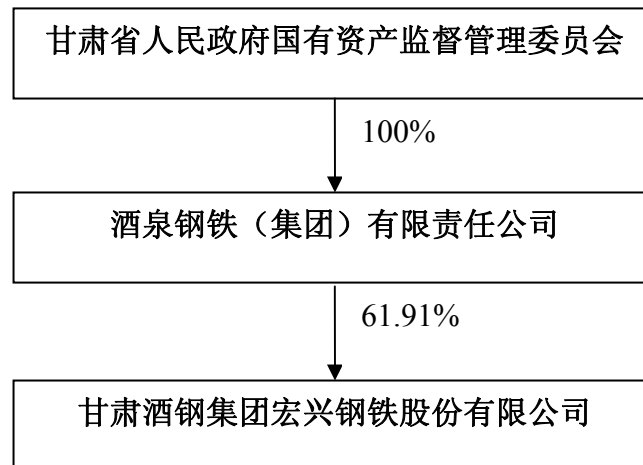 甘肃省人民政府国有资产监督管理委员会
100%
酒泉钢铁（集团）有限责任公司
61.91%
甘肃酒钢集团宏兴钢铁股份有限公司